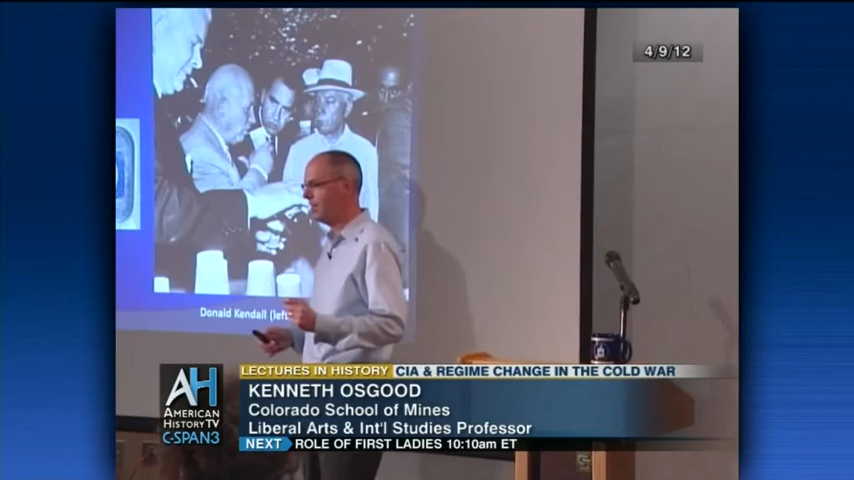 4/9/12
Donald Kendall (left
LECTURES IN HISTORY CIA & REGIME CHANGE IN THE COLD WAR
KENNETH OSGOOD
Colorado School of Mines
Liberal Arts & Int'l Studies Professor
NEXT ROLE OF FIRST LADIES 10:10am ET
AH
AMERICAN
HISTORY TV
C-SPAN3